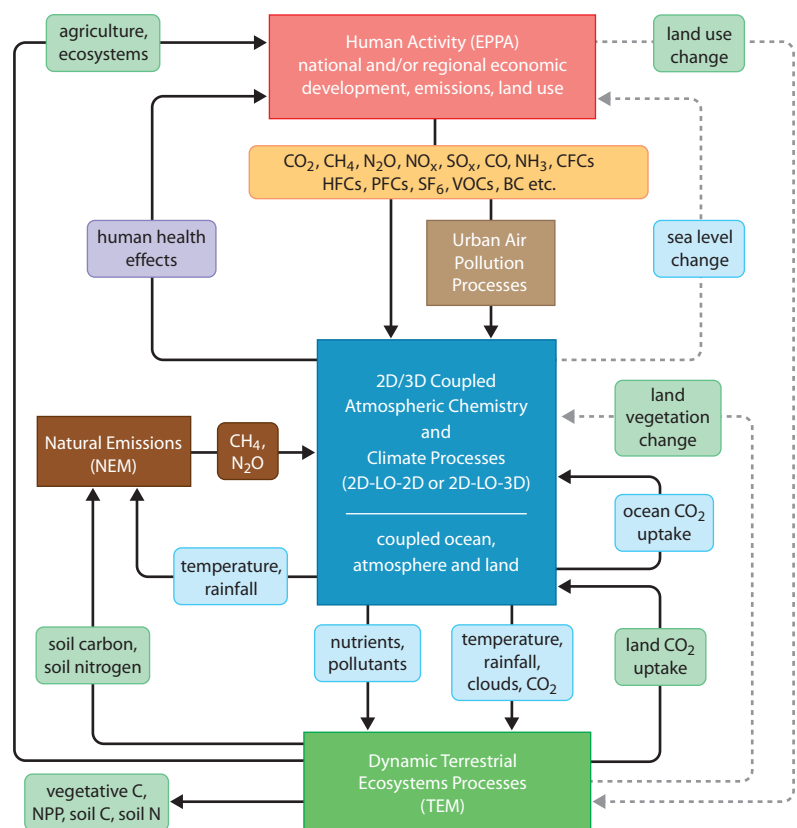 agriculture,
ecosystems
Human Activity (EPPA)
national and/or regional economic
development, emissions, land use
land use
change
CO₂, CH₄, N₂O, NOₓ, SOₓ, CO, NH₃, CFCs
HFCs, PFCs, SF₆, VOCs, BC etc.
human health
effects
Urban Air
Pollution
Processes
sea level
change
2D/3D Coupled
Atmospheric Chemistry
and
Climate Processes
(2D-LO-2D or 2D-LO-3D)
coupled ocean,
atmosphere and land
land
vegetation
change
Natural Emissions
(NEM)
CH₄,
N₂O
ocean CO₂
uptake
temperature,
rainfall
soil carbon,
soil nitrogen
nutrients,
pollutants
temperature,
rainfall,
clouds, CO₂
land CO₂
uptake
Dynamic Terrestrial
Ecosystems Processes
(TEM)
vegetative C,
NPP, soil C, soil N